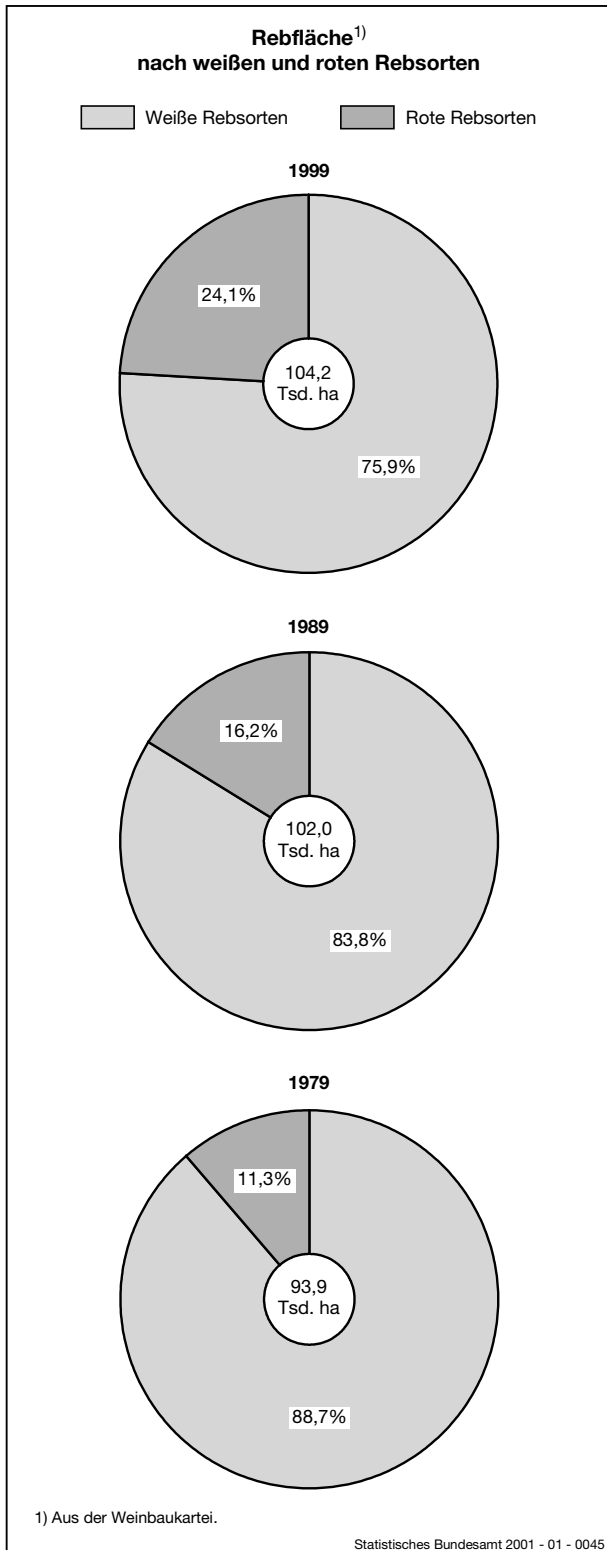 Rebfläche1)
nach weißen und roten Rebsorten
Weiße Rebsorten
Rote Rebsorten
1999
24,1%
104,2
Tsd. ha
75,9%
1989
16,2%
102,0
Tsd. ha
83,8%
1979
11,3%
93,9
Tsd. ha
88,7%
1) Aus der Weinbaukartei.
Statistisches Bundesamt 2001 - 01 - 0045